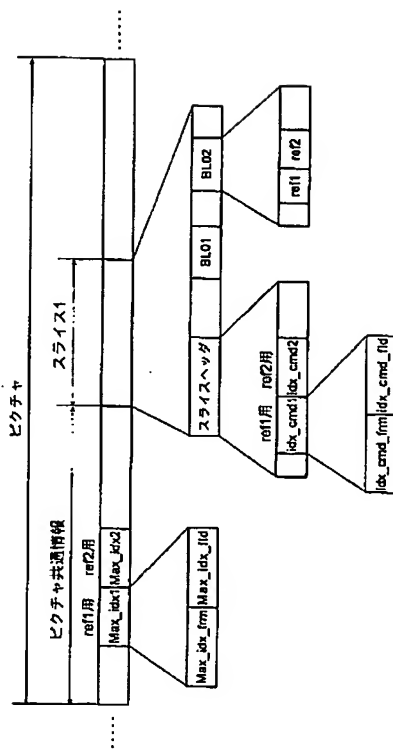 ピクチャ
ピクチャ共通情報
スライス1
ref1用 ref2用
Max_idx1 Max_idx2
Max_idx_frm Max_idx_fld
スライスヘッダ BL01 BL02
ref1用 ref2用
idx_cmd1 idx_cmd2
idx_cmd_frm idx_cmd_fld
ref1 ref2